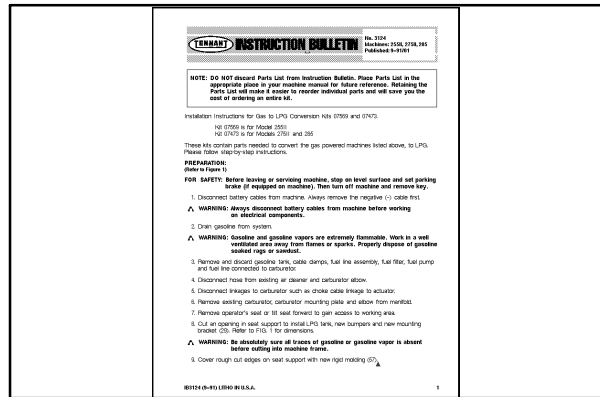 TENNANT INSTRUCTION BULLETIN
No. 3124
Machines: 255II, 275II, 285
Published: 9-91/01
NOTE: DO NOT discard Parts List from Instruction Bulletin. Place Parts List in the
appropriate place in your machine manual for future reference. Retaining the
Parts List will make it easier to reorder individual parts and will save you the
cost of ordering an entire kit.
Installation Instructions for Gas to LPG Conversion Kits 07569 and 07473.
Kit 07569 is for Model 255II
Kit 07473 is for Models 275II and 285
These kits contain parts needed to convert the gas powered machines listed above, to LPG.
Please follow step-by-step instructions.
PREPARATION:
(Refer to Figure 1)
FOR SAFETY: Before leaving or servicing machine, stop on level surface and set parking
brake (if equipped on machine). Then turn off machine and remove key.
1. Disconnect battery cables from machine. Always remove the negative (-) cable first.
WARNING: Always disconnect battery cables from machine before working
on electrical components.
2. Drain gasoline from system.
WARNING: Gasoline and gasoline vapors are extremely flammable. Work in a well
ventilated area away from flames or sparks. Properly dispose of gasoline
soaked rags or sawdust.
3. Remove and discard gasoline tank, cable clamps, fuel line assembly, fuel filter, fuel pump
and fuel line connected to carburetor.
4. Disconnect hose from existing air cleaner and carburetor elbow.
5. Disconnect linkages to carburetor such as choke cable linkage to actuator.
6. Remove existing carburetor, carburetor mounting plate and elbow from manifold.
7. Remove operator's seat or tilt seat forward to gain access to working area.
8. Cut an opening in seat support to install LPG tank, new bumpers and new mounting
bracket (29). Refer to FIG. 1 for dimensions.
WARNING: Be absolutely sure all traces of gasoline or gasoline vapor is absent
before cutting into machine frame.
9. Cover rough cut edges on seat support with new rigid molding (57).
IB3124 (9-91) LITHO IN U.S.A. 1